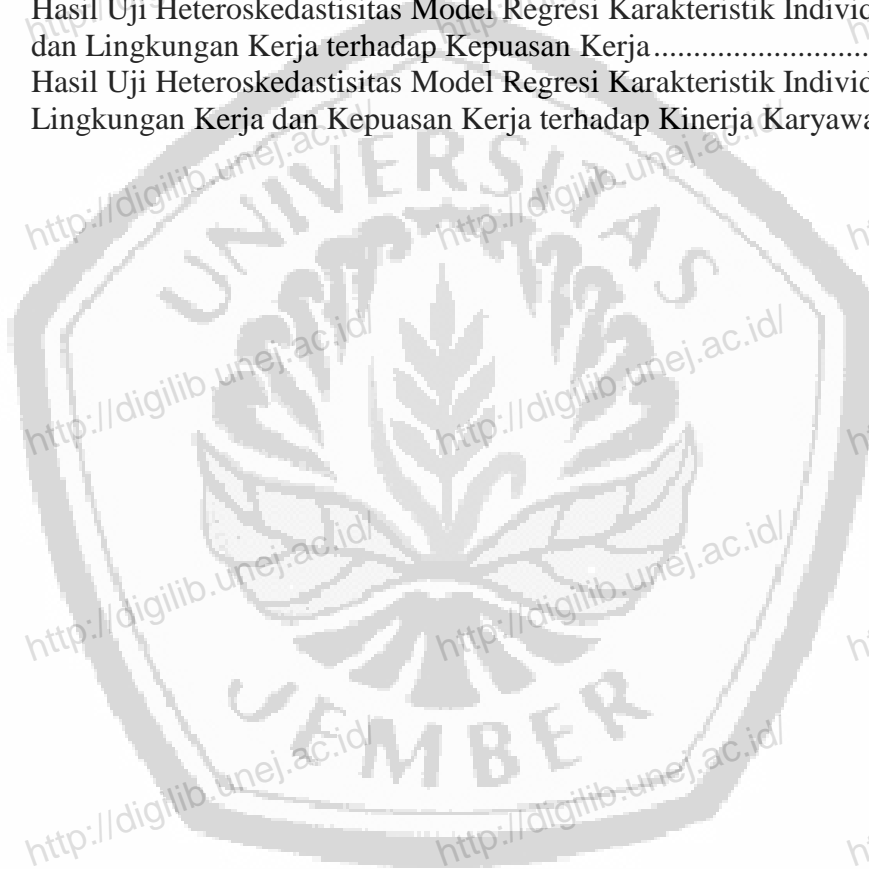 Hasil Uji Heteroskedastisitas Model Regresi Karakteristik Individ
dan Lingkungan Kerja terhadap Kepuasan Kerja.........................
Hasil Uji Heteroskedastisitas Model Regresi Karakteristik Individ
Lingkungan Kerja dan Kepuasan Kerja terhadap Kinerja Karyawa
http://digilib.unej.ac.id/
http://digilib.unej.ac.id/
UNIVERSITAS
http://digilib.unej.ac.id/
http://digilib.unej.ac.id/
http://digilib.unej.ac.id/
http://digilib.unej.ac.id/
JEMBER
http://digilib.unej.ac.id/
http://digilib.unej.ac.id/